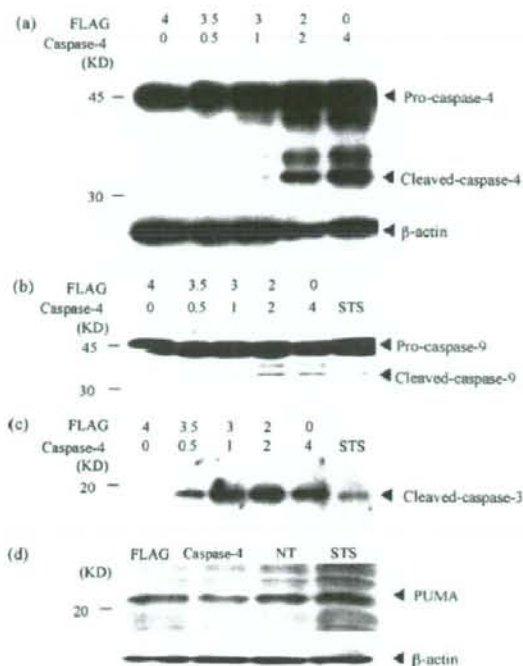 (a) FLAG 4 3.5 3 2 0
Caspase-4 0 0.5 1 2 4
(KD)
45
Pro-caspase-4
Cleaved-caspase-4
30
β-actin
(b) FLAG 4 3.5 3 2 0
Caspase-4 0 0.5 1 2 4 STS
(KD)
45
Pro-caspase-9
Cleaved-caspase-9
30
(c) FLAG 4 3.5 3 2 0
Caspase-4 0 0.5 1 2 4 STS
(KD)
20
Cleaved-caspase-3
(d) FLAG Caspase-4 NT STS
(KD)
PUMA
20
β-actin